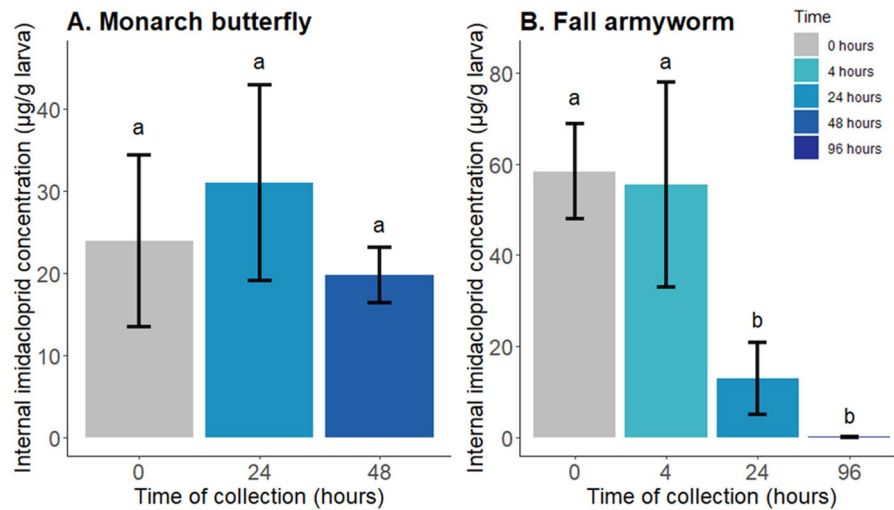 A. Monarch butterfly
Internal imidacloprid concentration (µg/g larva)
40
30
20
10
0
a
a
a
0
24
48
Time of collection (hours)
B. Fall armyworm
Internal imidacloprid concentration (µg/g larva)
80
60
40
20
0
a
a
b
b
0
4
24
96
Time of collection (hours)
Time
0 hours
4 hours
24 hours
48 hours
96 hours